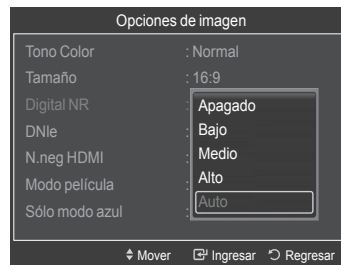 Opciones de imagen
Tono Color : Normal
Tamaño : 16:9
Digital NR :
DNIe :
N.neg HDMI :
Modo película :
Sólo modo azul :
Apagado
Bajo
Medio
Alto
Auto
Mover Ingresar Regresar